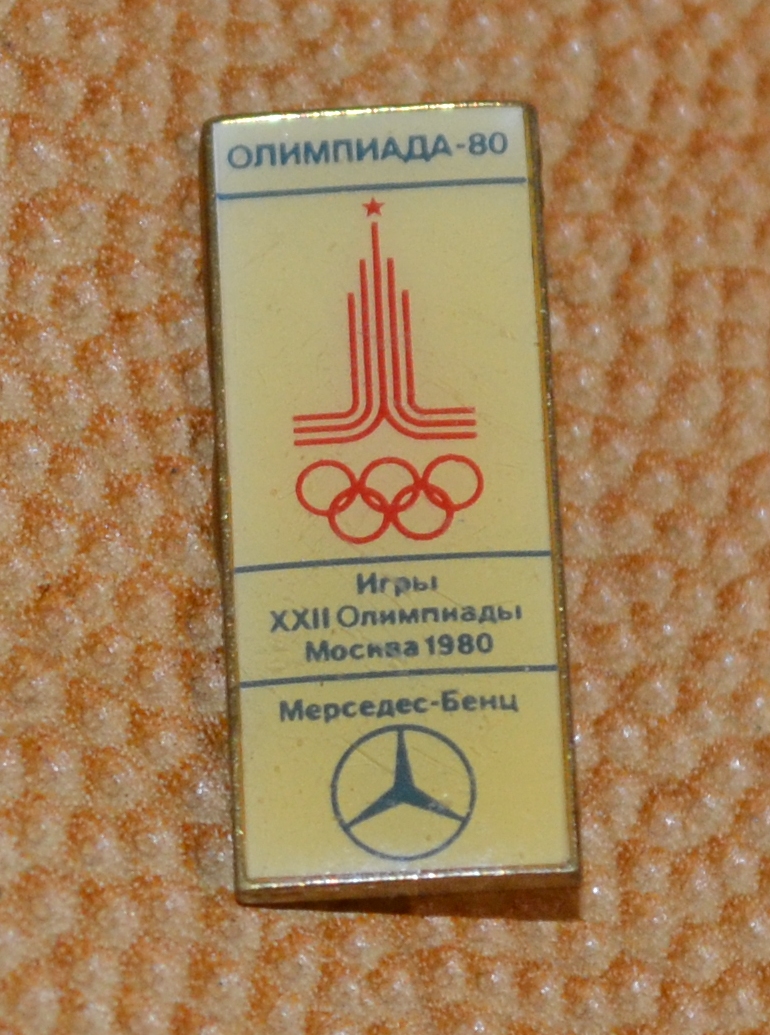 ОЛИМПИАДА-80
Игры
XXII Олимпиады
Москва 1980
Мерседес-Бенц